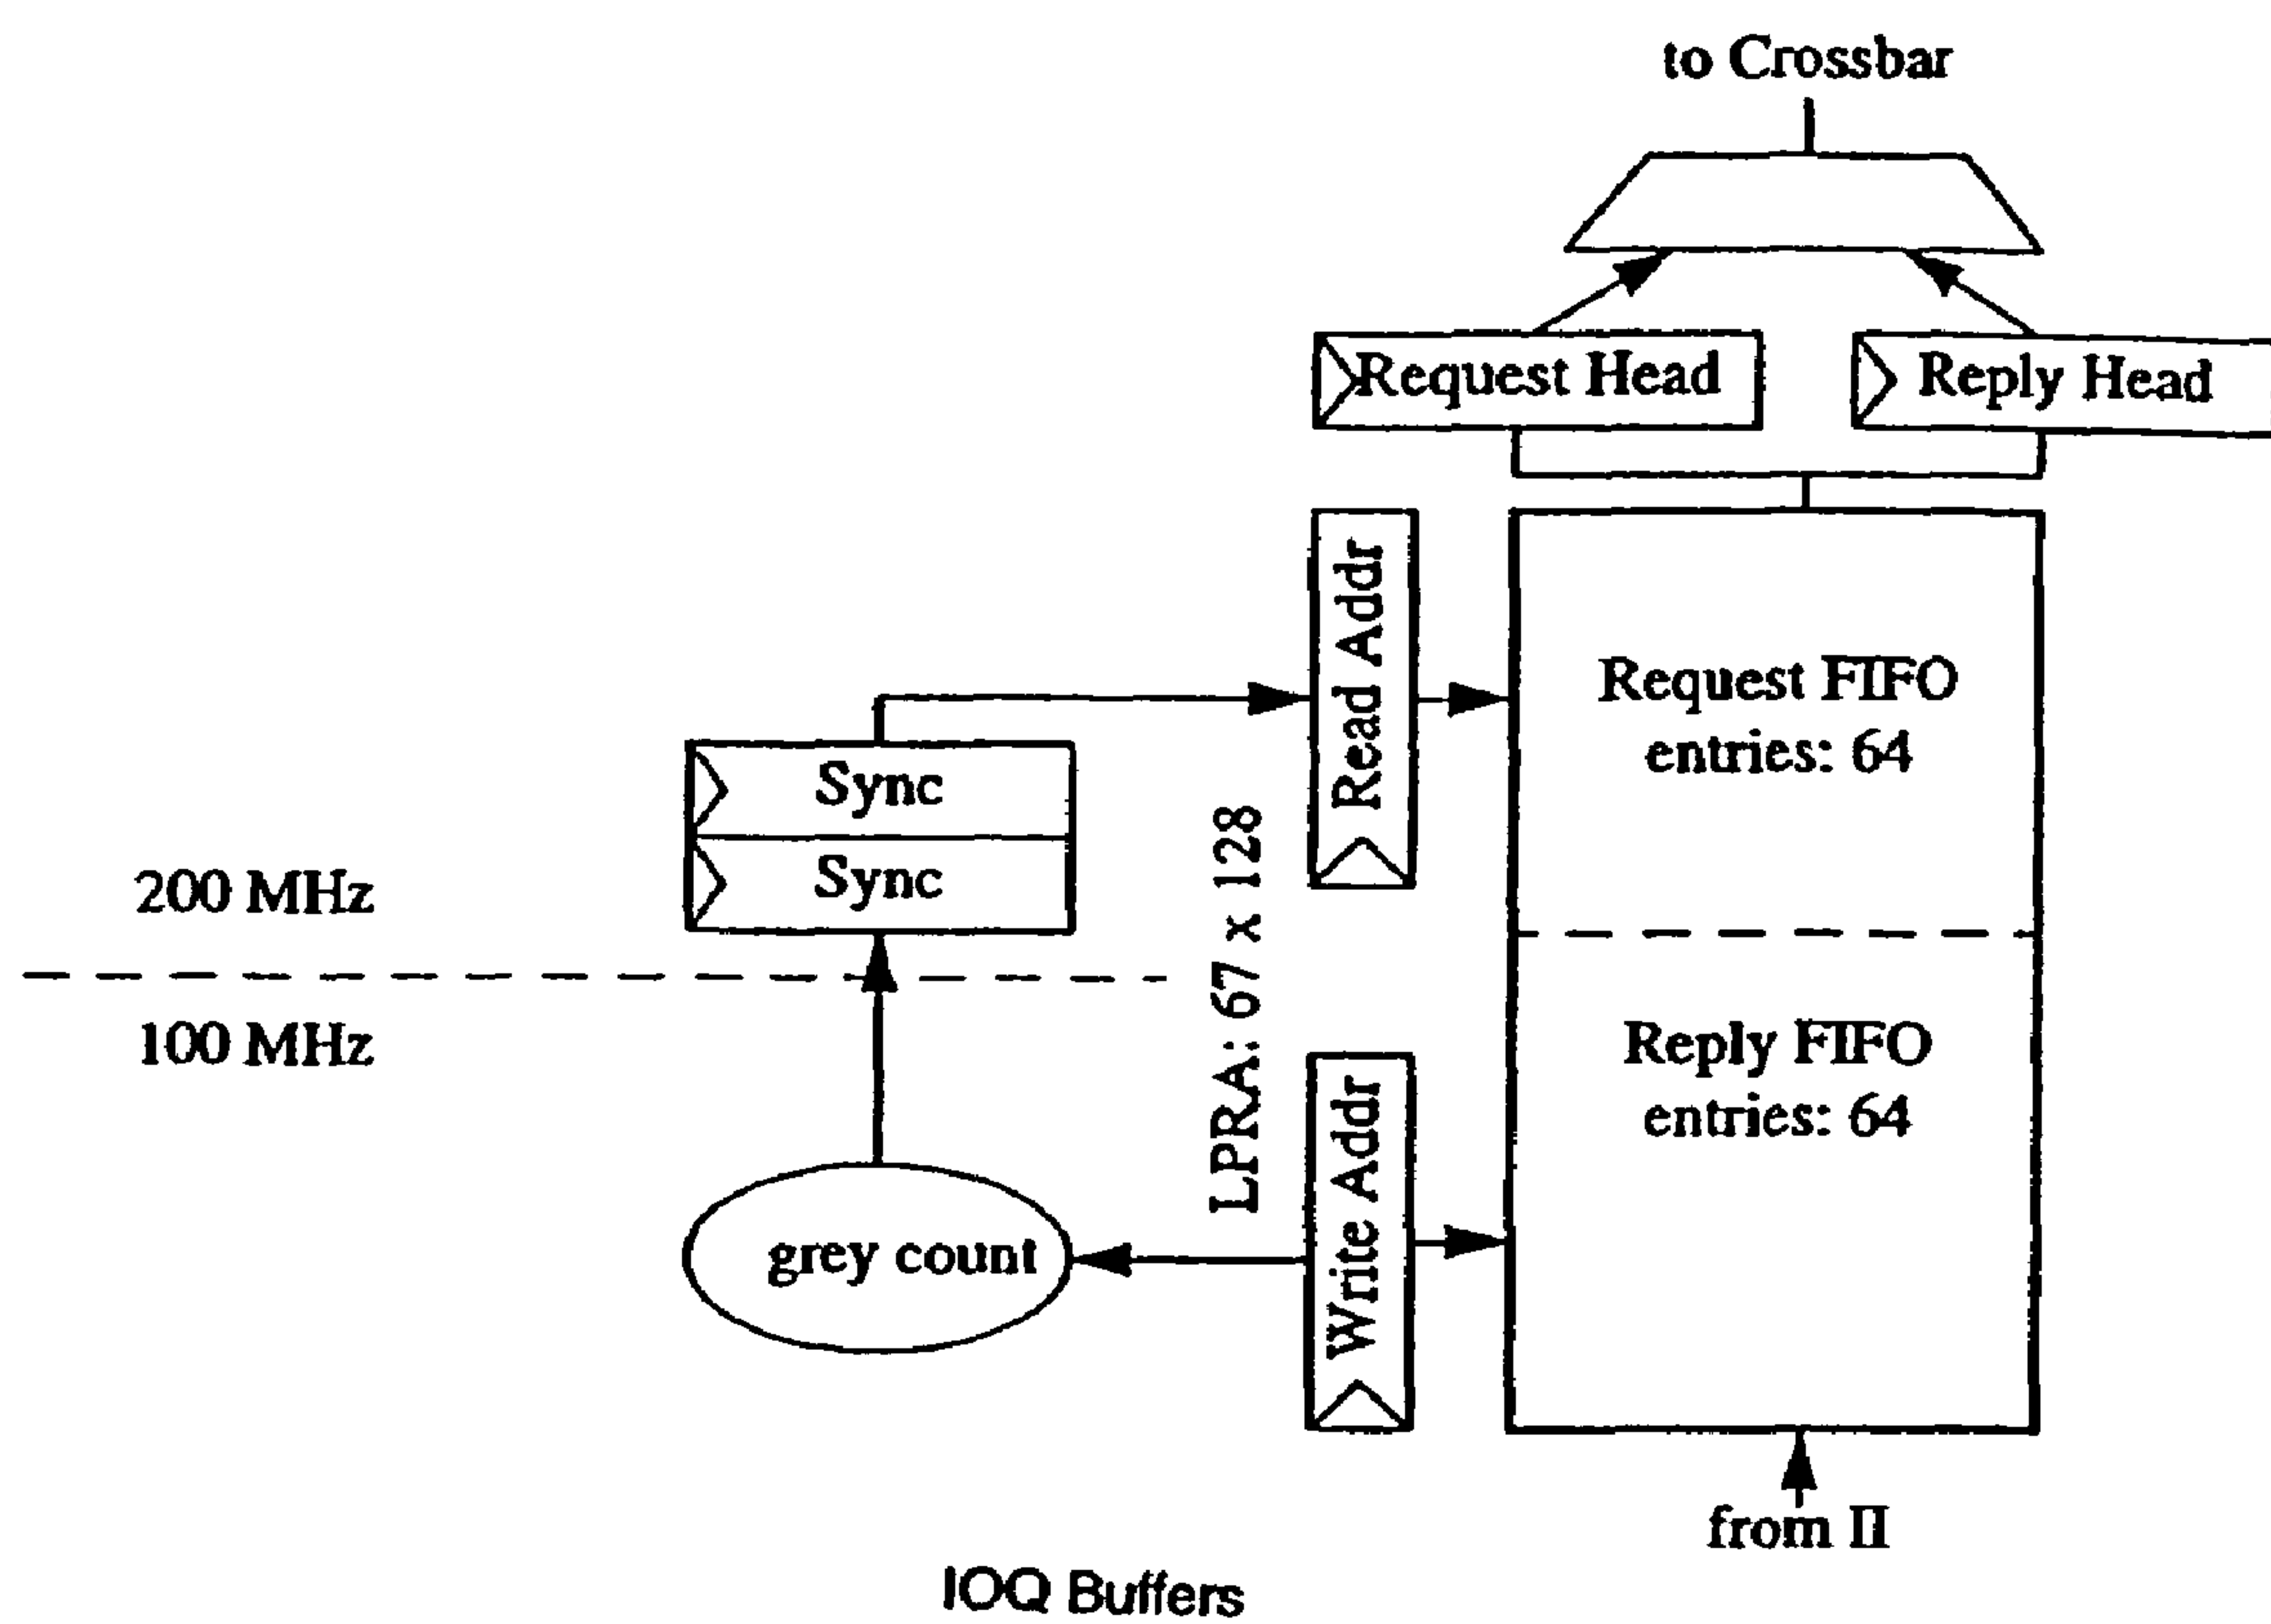 to Crossbar
Request Head
Reply Head
Read Addr
Request FIFO
entries: 64
Sync
Sync
200 MHz
LPRA: 67 x 128
100 MHz
Reply FIFO
entries: 64
Write Addr
grey count
from II
IOQ Buffers